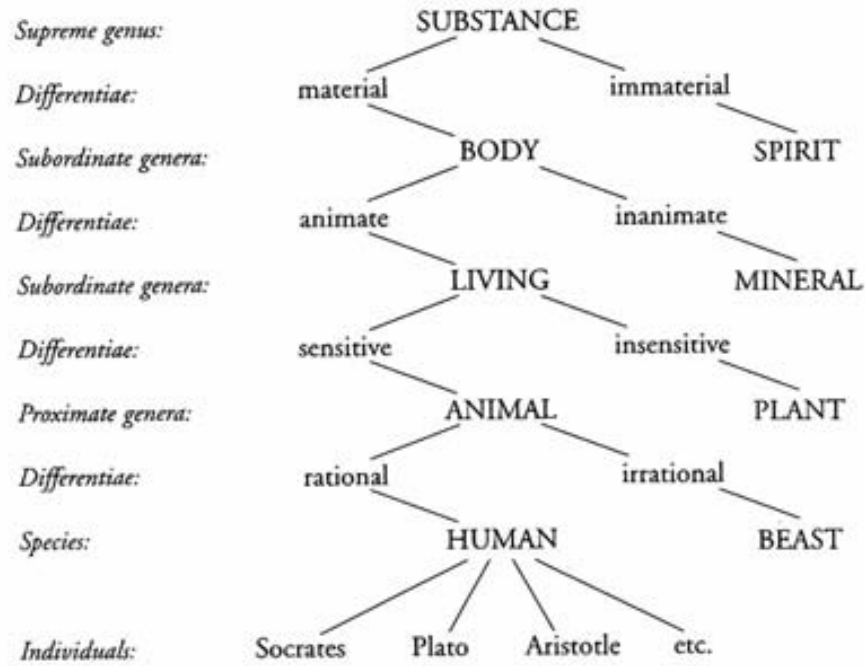 Supreme genus: SUBSTANCE
Differentiae: material immaterial
Subordinate genera: BODY SPIRIT
Differentiae: animate inanimate
Subordinate genera: LIVING MINERAL
Differentiae: sensitive insensitive
Proximate genera: ANIMAL PLANT
Differentiae: rational irrational
Species: HUMAN BEAST
Individuals: Socrates Plato Aristotle etc.